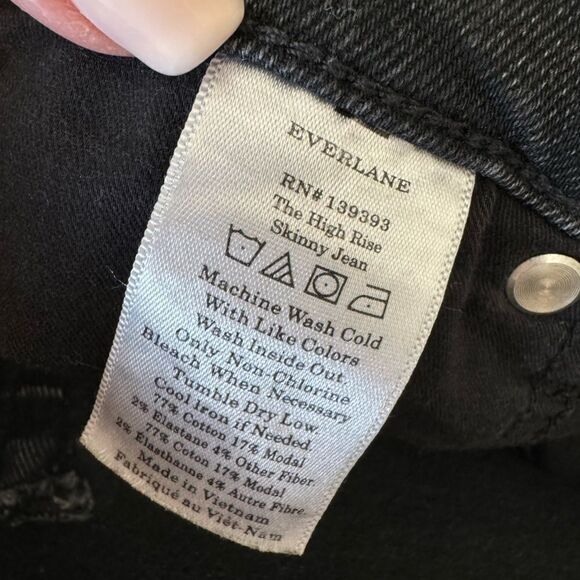 EVERLANE
RN# 139393
The High Rise
Skinny Jean
Machine Wash Cold
With Like Colors
Wash Inside Out
Only Non-Chlorine
Bleach When Necessary
Tumble Dry Low
Cool Iron if Needed.
77% Cotton 17% Modal
2% Elastane 4% Other Fiber.
77% Coton 17% Modal
2% Elasthanne 4% Autre Fibre.
Made in Vietnam
Fabriqué au Viêt-Nam